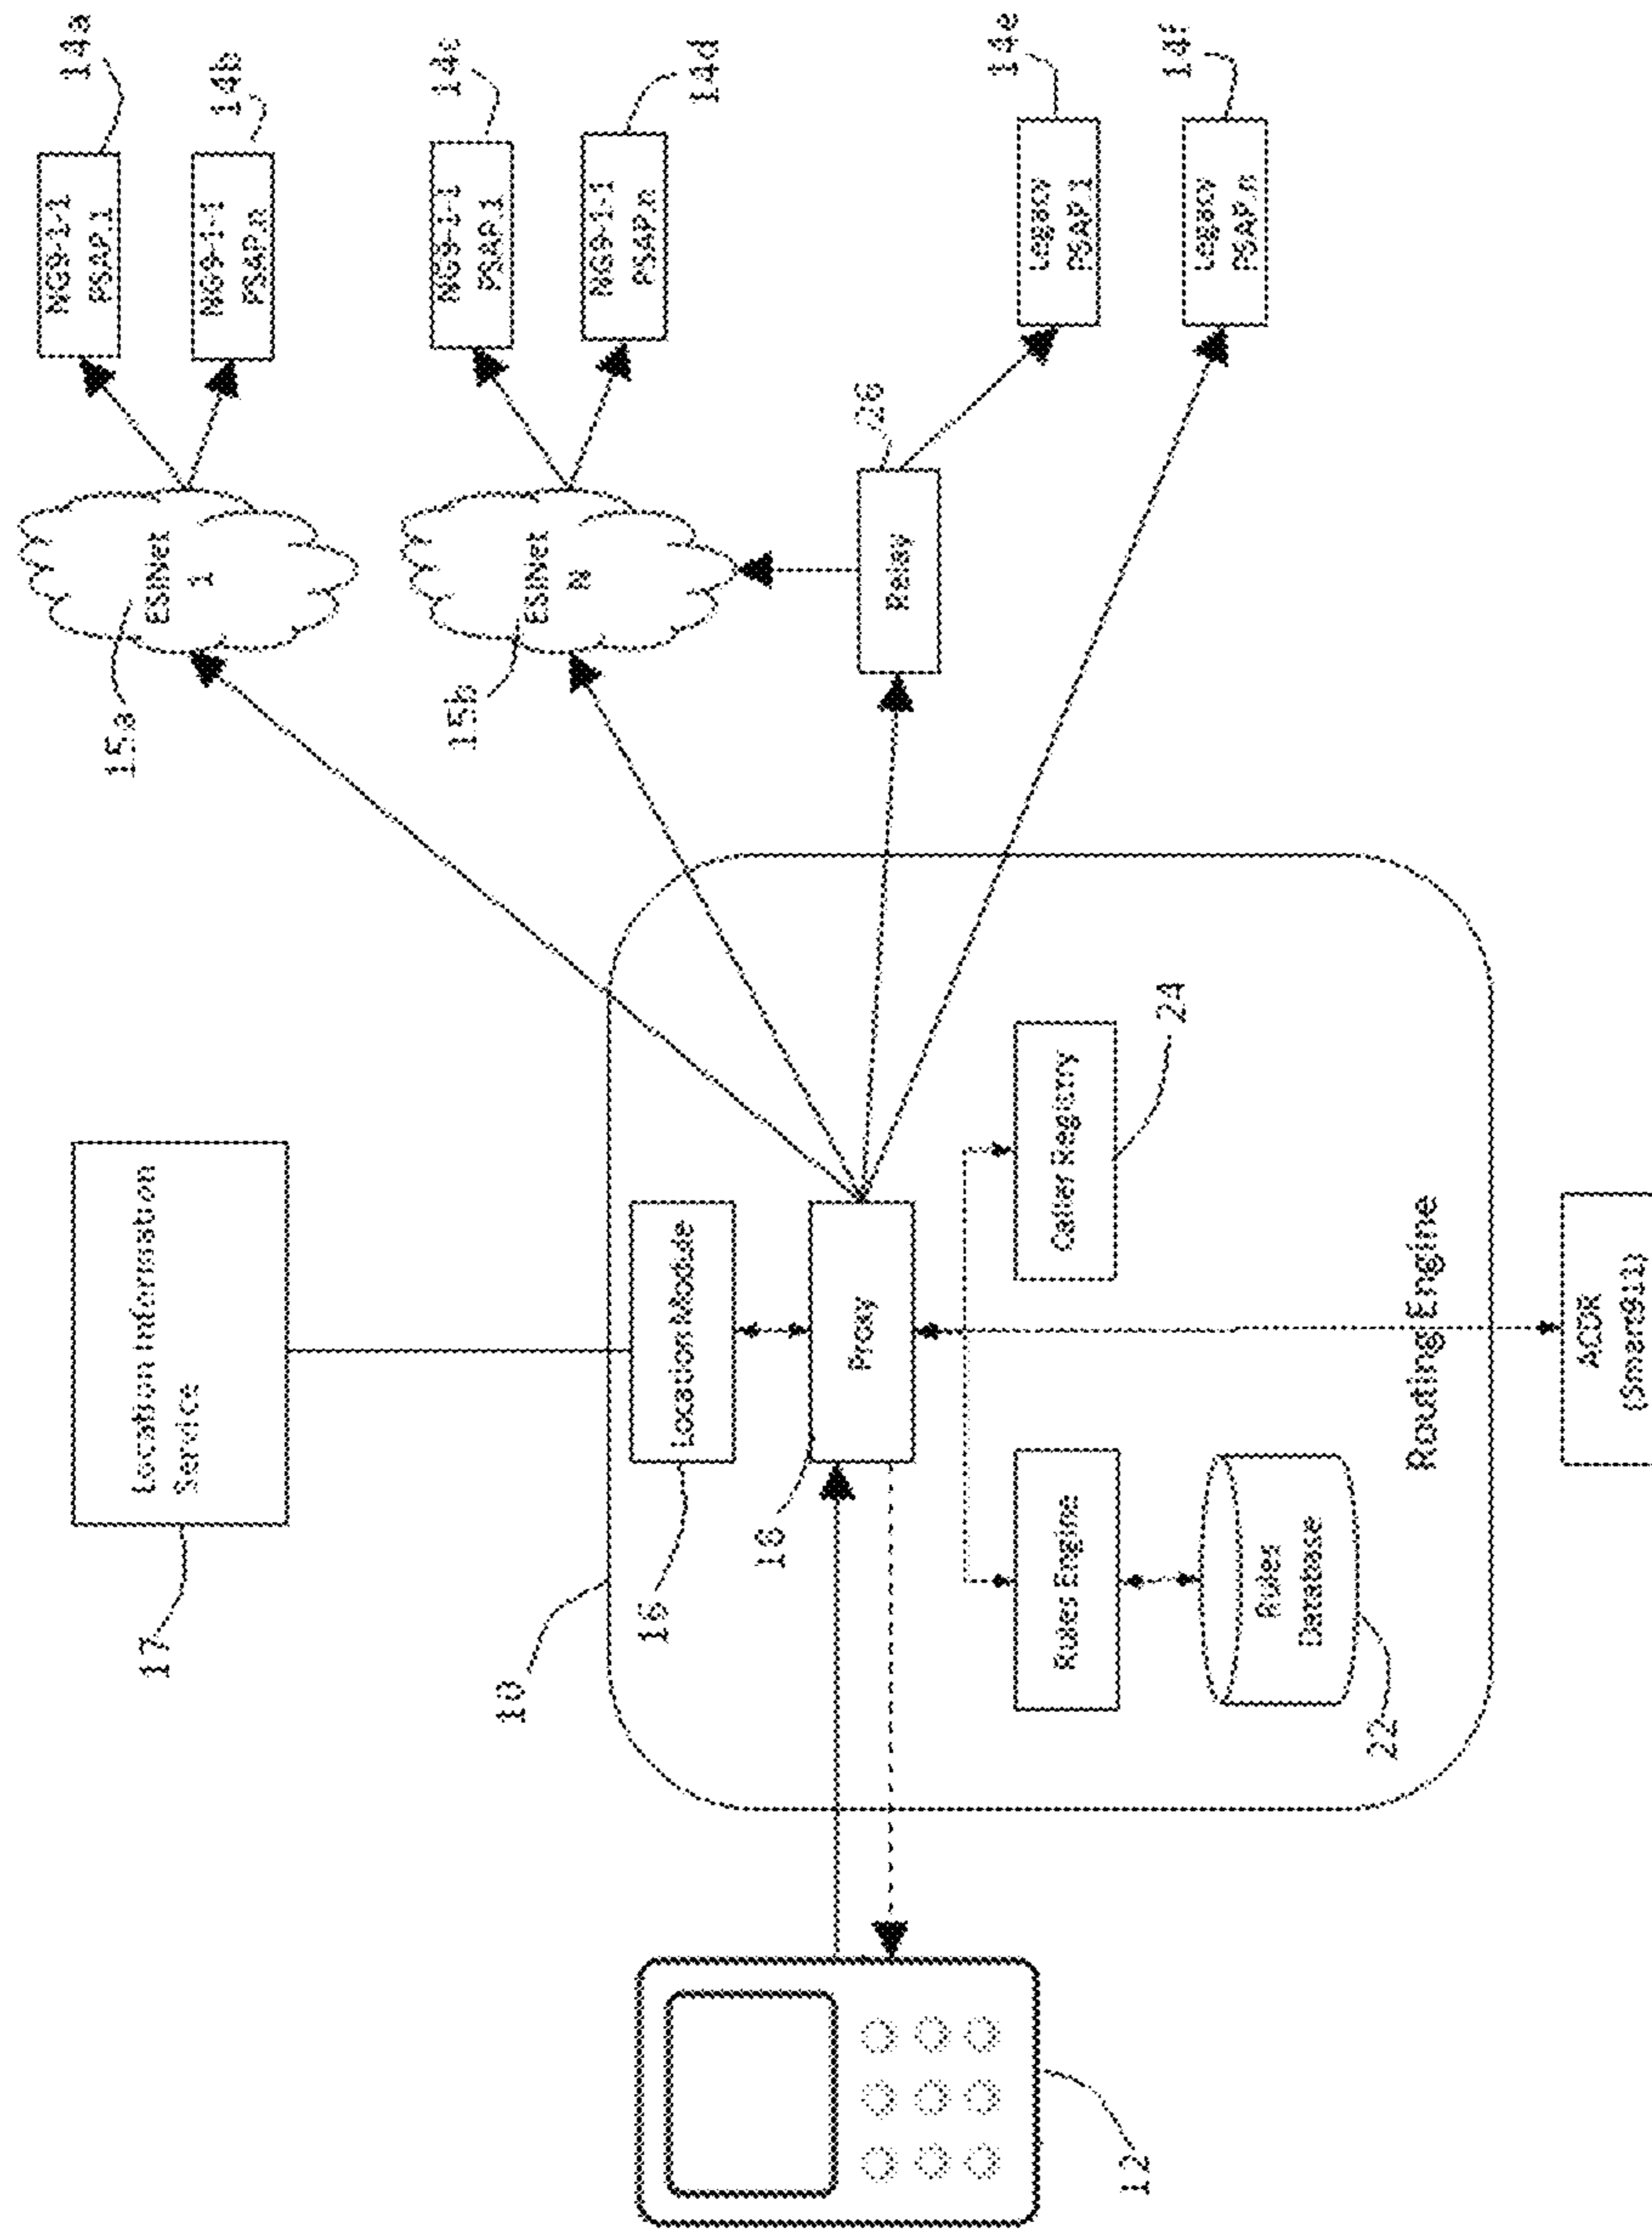 17
Location Information
Service
10
16
Location Module
18
Proxy
Rules Engine
Rules
Database
22
Caller Registry
24
Routing Engine
ACDR
(Smart911)
12
15a
ESINet
1
15b
ESINet
N
Relay
26
NG9-1-1
PSAP.1
14a
NG9-1-1
PSAP.n
14b
NG9-1-1
PSAP.1
14c
NG9-1-1
PSAP.n
14d
Legacy
PSAP.1
14e
Legacy
PSAP.n
14f